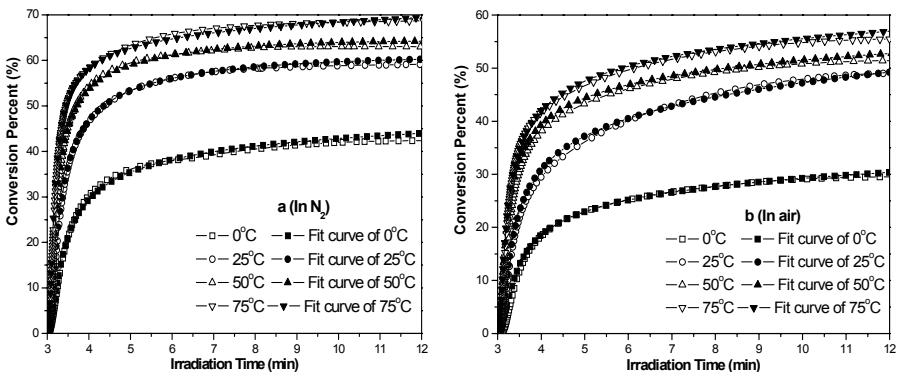 70
60
50
40
30
20
10
0
Conversion Percent (%)
a (In N₂)
0°C Fit curve of 0°C
25°C Fit curve of 25°C
50°C Fit curve of 50°C
75°C Fit curve of 75°C
3 4 5 6 7 8 9 10 11 12
Irradiation Time (min)
60
50
40
30
20
10
0
Conversion Percent (%)
b (In air)
0°C Fit curve of 0°C
25°C Fit curve of 25°C
50°C Fit curve of 50°C
75°C Fit curve of 75°C
3 4 5 6 7 8 9 10 11 12
Irradiation Time (min)